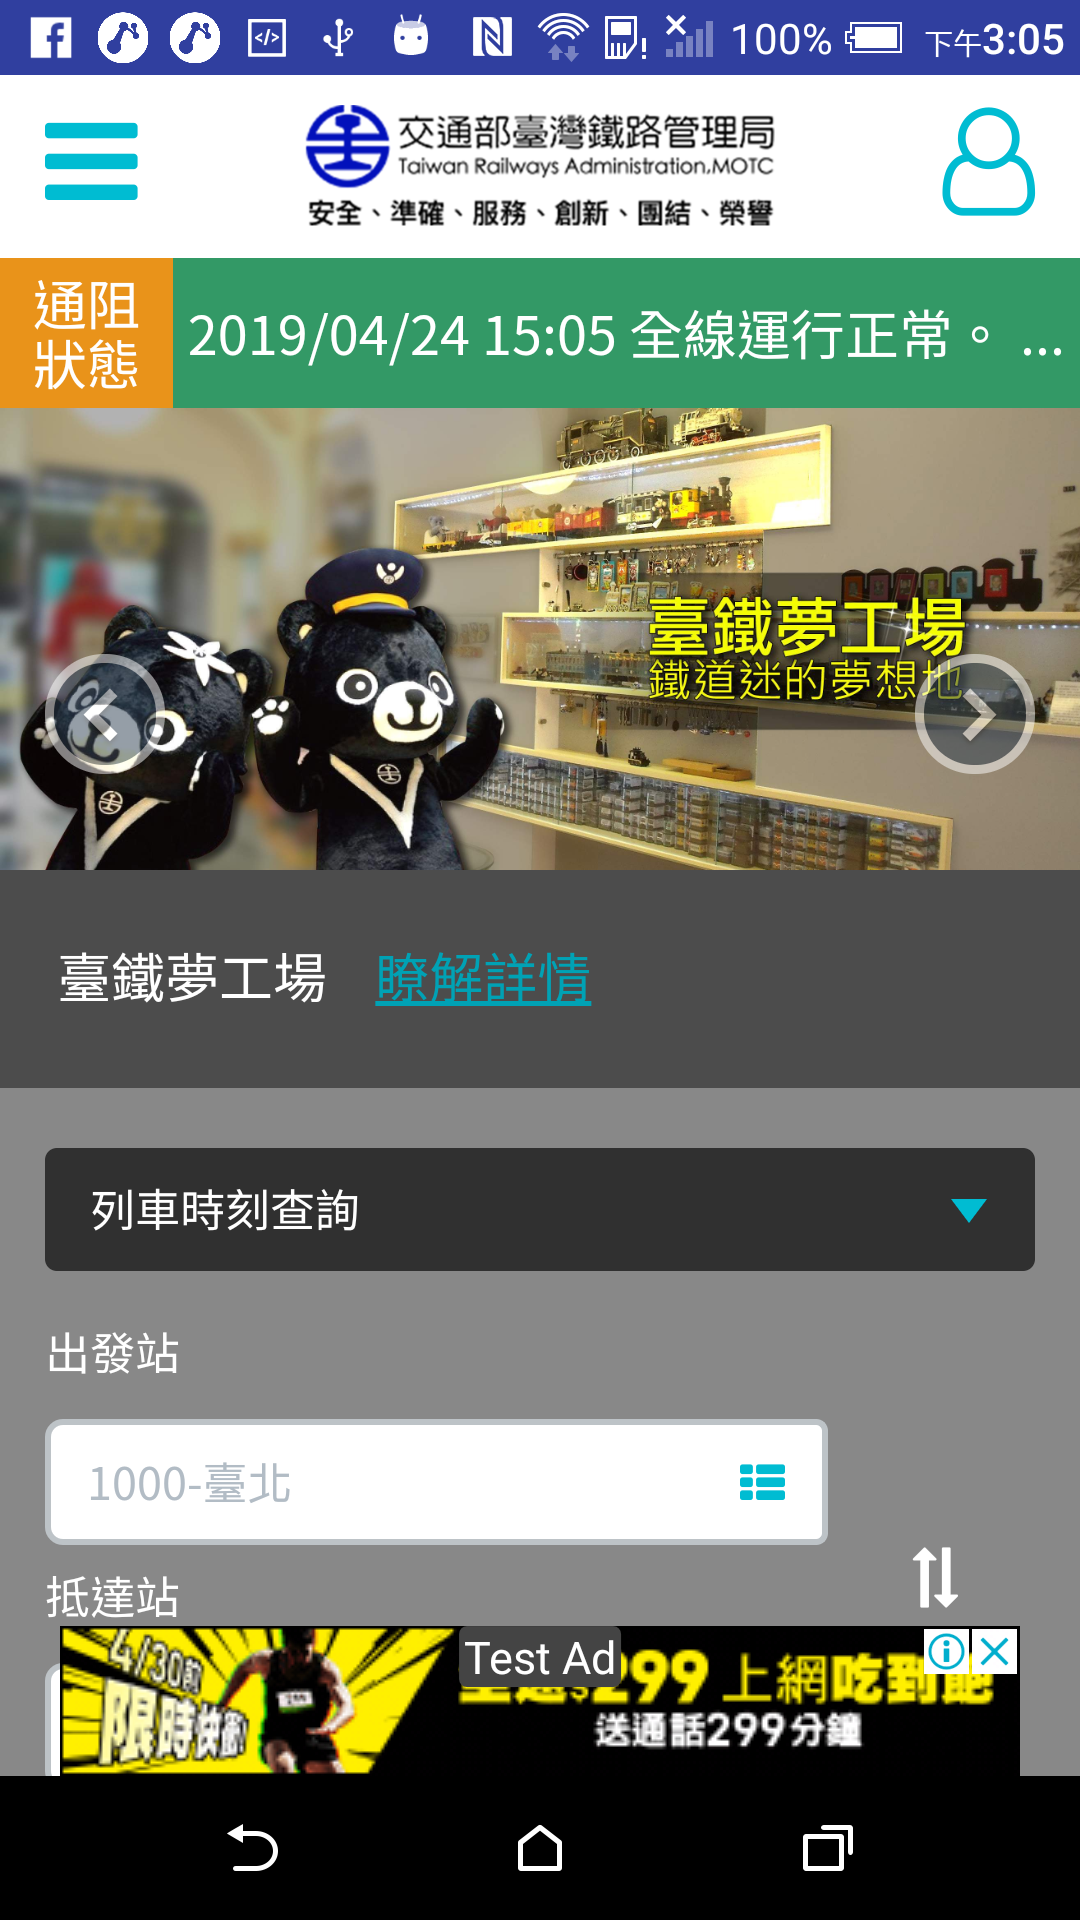 100% 下午3:05
交通部臺灣鐵路管理局
Taiwan Railways Administration,MOTC
安全、準確、服務、創新、團結、榮譽
通阻
狀態
2019/04/24 15:05 全線運行正常。 ...
臺鐵夢工場
鐵道迷的夢想地
臺鐵夢工場 瞭解詳情
列車時刻查詢
出發站
1000-臺北
抵達站
Test Ad
4/30前
限時快衝!
299 上網吃到飽
送通話299分鐘